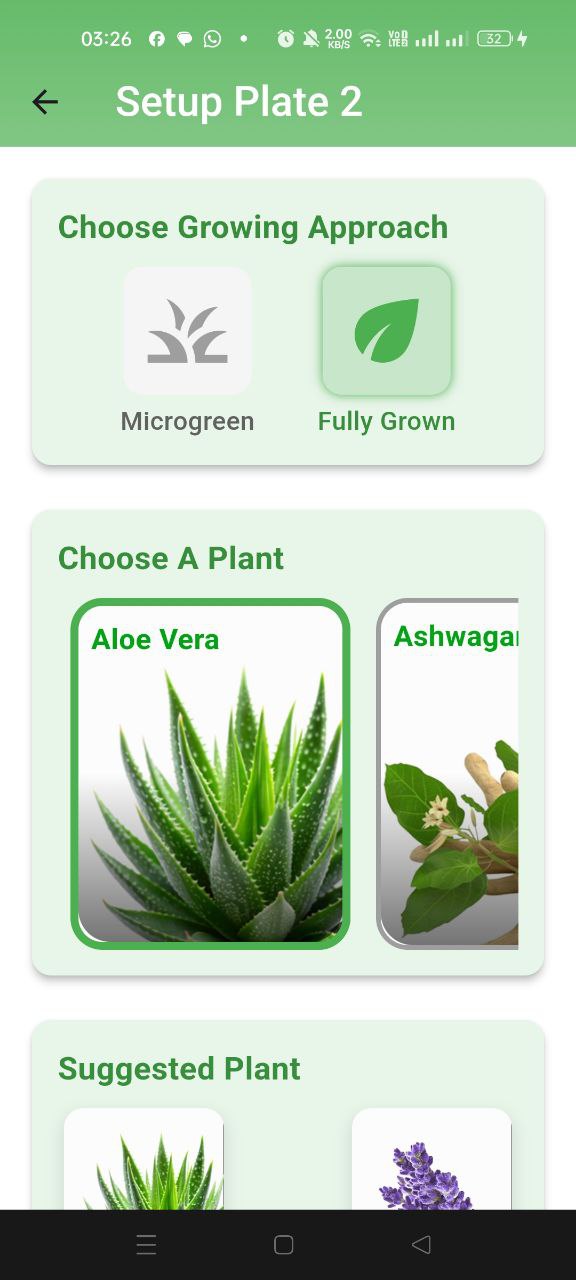 03:26 2.00 KB/S Vo LTE 32
Setup Plate 2
Choose Growing Approach
Microgreen Fully Grown
Choose A Plant
Aloe Vera Ashwagar
Suggested Plant